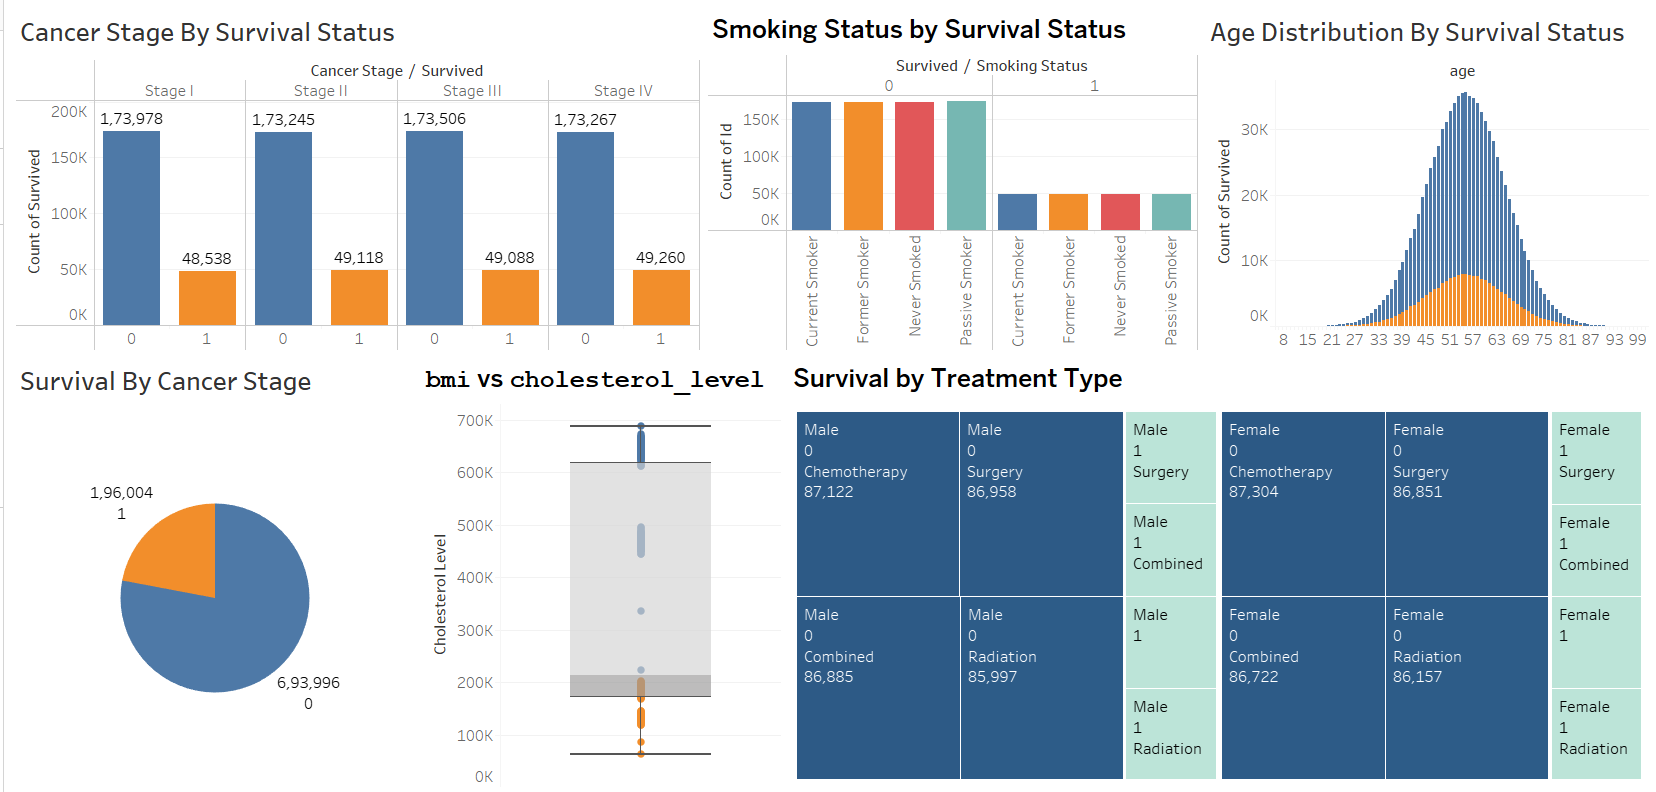 Cancer Stage By Survival Status
Cancer Stage / Survived
Stage I
Stage II
Stage III
Stage IV
200K
150K
100K
50K
0K
Count of Survived
1,73,978
48,538
1,73,245
49,118
1,73,506
49,088
1,73,267
49,260
0
1
0
1
0
1
0
1
Smoking Status by Survival Status
Survived / Smoking Status
0
1
150K
100K
50K
0K
Count of Id
Current Smoker
Former Smoker
Never Smoked
Passive Smoker
Current Smoker
Former Smoker
Never Smoked
Passive Smoker
Age Distribution By Survival Status
age
30K
20K
10K
0K
Count of Survived
8 15 21 27 33 39 45 51 57 63 69 75 81 87 93 99
Survival By Cancer Stage
1,96,004
1
6,93,996
0
bmi vs cholesterol_level
700K
600K
500K
400K
300K
200K
100K
0K
Cholesterol Level
Survival by Treatment Type
Male
0
Chemotherapy
87,122
Male
0
Surgery
86,958
Male
1
Surgery
Male
1
Combined
Male
0
Combined
86,885
Male
0
Radiation
85,997
Male
1
Male
1
Radiation
Female
0
Chemotherapy
87,304
Female
0
Surgery
86,851
Female
1
Surgery
Female
1
Combined
Female
0
Combined
86,722
Female
0
Radiation
86,157
Female
1
Female
1
Radiation